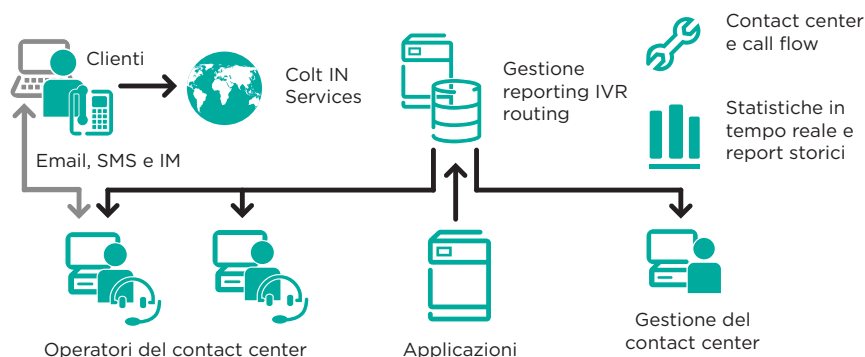 Clienti
Colt IN
Services
Gestione
reporting IVR
routing
Contact center
e call flow
Statistiche in
tempo reale e
report storici
Email, SMS e IM
Operatori del contact center
Applicazioni
Gestione del
contact center